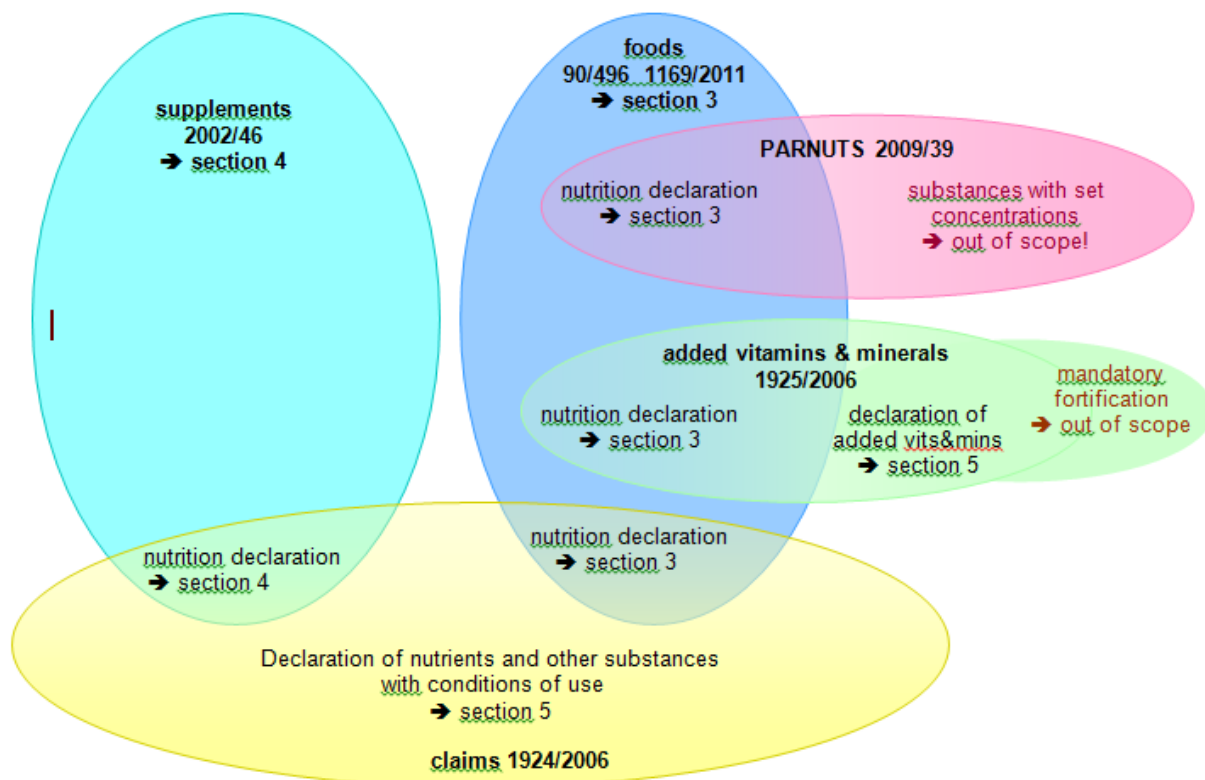 supplements
2002/46
➔ section 4
foods
90/496 1169/2011
➔ section 3
PARNUTS 2009/39
nutrition declaration
➔ section 3
substances with set
concentrations
➔ out of scope!
added vitamins & minerals
1925/2006
nutrition declaration
➔ section 3
declaration of
added vits&mins
➔ section 5
mandatory
fortification
➔ out of scope
nutrition declaration
➔ section 4
nutrition declaration
➔ section 3
Declaration of nutrients and other substances
with conditions of use
➔ section 5
claims 1924/2006